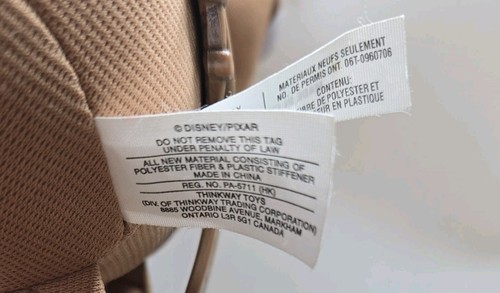 © DISNEY/PIXAR
DO NOT REMOVE THIS TAG
UNDER PENALTY OF LAW
ALL NEW MATERIAL CONSISTING OF
POLYESTER FIBER & PLASTIC STIFFENER
MADE IN CHINA
REG. NO. PA-5711 (HK)
THINKWAY TOYS
(DIV. OF THINKWAY TRADING CORPORATION)
8885 WOODBINE AVENUE, MARKHAM
ONTARIO L3R 5G1 CANADA
MATERIAUX NEUFS SEULEMENT
NO. DE PERMIS ONT 06T-0960706
CONTENU:
DE POLYESTER ET
EN PLASTIQUE